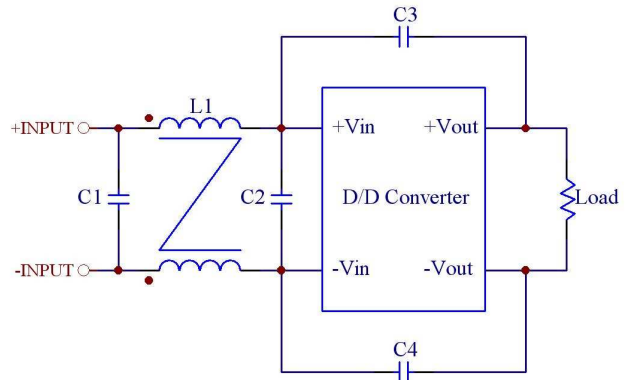 C3
L1
+INPUT
+Vin
+Vout
C1
C2
D/D Converter
Load
-INPUT
-Vin
-Vout
C4